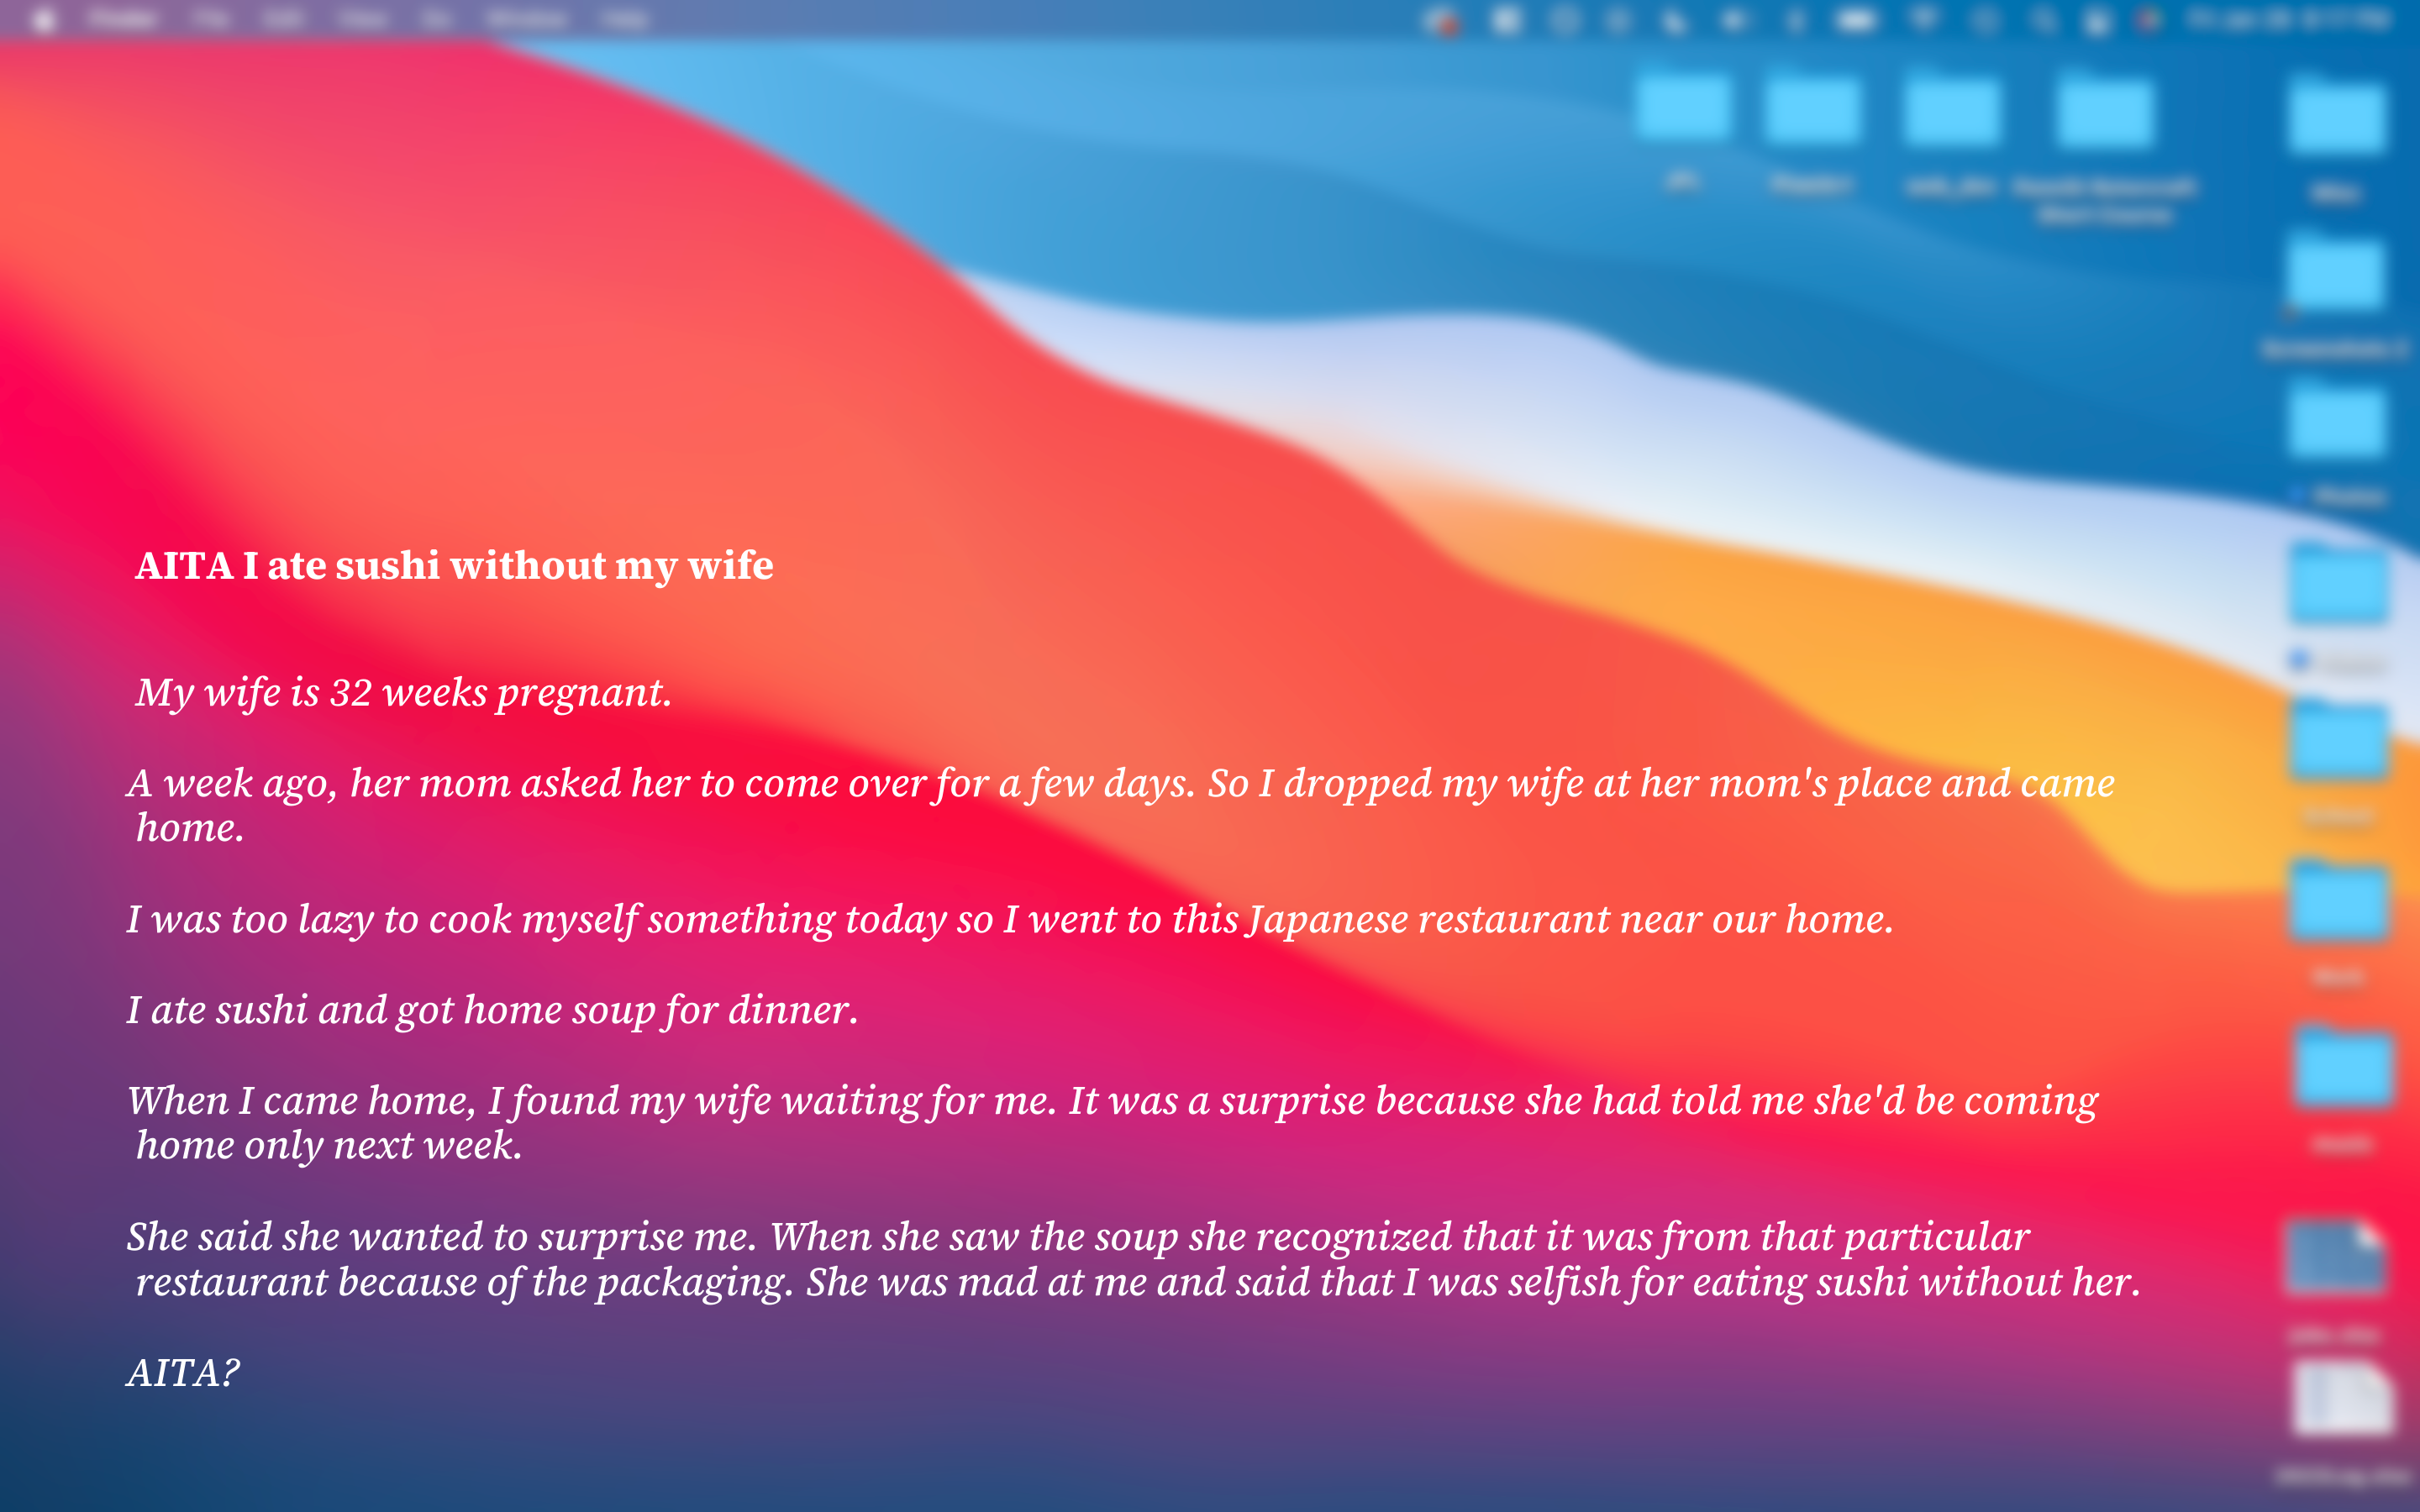 AITA I ate sushi without my wife
My wife is 32 weeks pregnant.
A week ago, her mom asked her to come over for a few days. So I dropped my wife at her mom's place and came
home.
I was too lazy to cook myself something today so I went to this Japanese restaurant near our home.
I ate sushi and got home soup for dinner.
When I came home, I found my wife waiting for me. It was a surprise because she had told me she'd be coming
home only next week.
She said she wanted to surprise me. When she saw the soup she recognized that it was from that particular
restaurant because of the packaging. She was mad at me and said that I was selfish for eating sushi without her.
AITA?